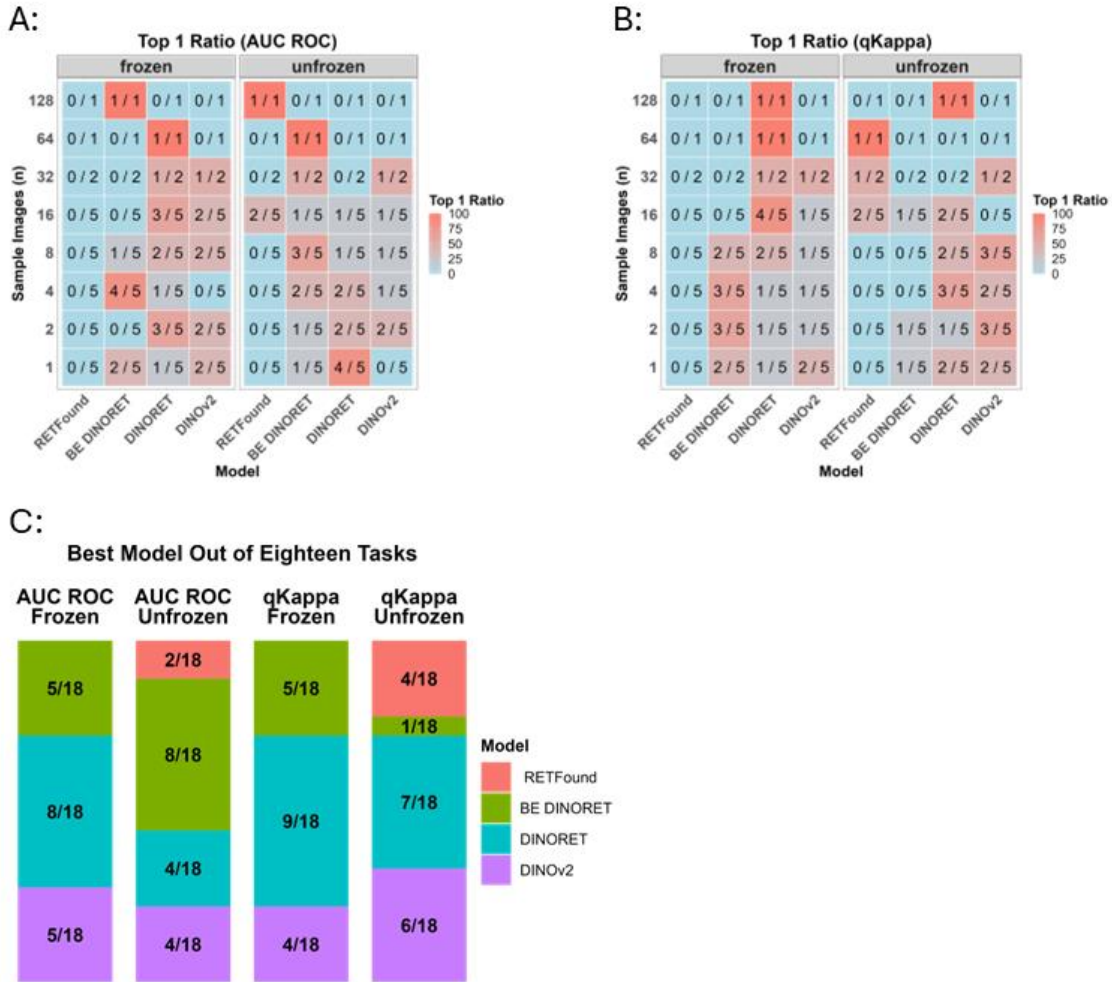 A:
Top 1 Ratio (AUC ROC)
frozen unfrozen
Sample Images (n)
128 0 / 1 1 / 1 0 / 1 0 / 1 1 / 1 0 / 1 0 / 1 0 / 1
64 0 / 1 0 / 1 1 / 1 0 / 1 0 / 1 1 / 1 0 / 1 0 / 1
32 0 / 2 0 / 2 1 / 2 1 / 2 0 / 2 1 / 2 0 / 2 1 / 2
16 0 / 5 0 / 5 3 / 5 2 / 5 2 / 5 1 / 5 1 / 5 1 / 5
8 0 / 5 1 / 5 2 / 5 2 / 5 0 / 5 3 / 5 1 / 5 1 / 5
4 0 / 5 4 / 5 1 / 5 0 / 5 0 / 5 2 / 5 2 / 5 1 / 5
2 0 / 5 0 / 5 3 / 5 2 / 5 0 / 5 1 / 5 2 / 5 2 / 5
1 0 / 5 2 / 5 1 / 5 2 / 5 0 / 5 1 / 5 4 / 5 0 / 5
RETFound BE DINORET DINORET DINOv2 RETFound BE DINORET DINORET DINOv2
Model
Top 1 Ratio
100
75
50
25
0
B:
Top 1 Ratio (qKappa)
frozen unfrozen
Sample Images (n)
128 0 / 1 0 / 1 1 / 1 0 / 1 0 / 1 0 / 1 1 / 1 0 / 1
64 0 / 1 0 / 1 1 / 1 0 / 1 1 / 1 0 / 1 0 / 1 0 / 1
32 0 / 2 0 / 2 1 / 2 1 / 2 1 / 2 0 / 2 0 / 2 1 / 2
16 0 / 5 0 / 5 4 / 5 1 / 5 2 / 5 1 / 5 2 / 5 0 / 5
8 0 / 5 2 / 5 2 / 5 1 / 5 0 / 5 0 / 5 2 / 5 3 / 5
4 0 / 5 3 / 5 1 / 5 1 / 5 0 / 5 0 / 5 3 / 5 2 / 5
2 0 / 5 3 / 5 1 / 5 1 / 5 0 / 5 1 / 5 1 / 5 3 / 5
1 0 / 5 2 / 5 1 / 5 2 / 5 0 / 5 1 / 5 2 / 5 2 / 5
RETFound BE DINORET DINORET DINOv2 RETFound BE DINORET DINORET DINOv2
Model
Top 1 Ratio
100
75
50
25
0
C:
Best Model Out of Eighteen Tasks
AUC ROC AUC ROC qKappa qKappa
Frozen Unfrozen Frozen Unfrozen
5/18
8/18
5/18
2/18
8/18
4/18
4/18
5/18
9/18
4/18
4/18
1/18
7/18
6/18
Model
RETFound
BE DINORET
DINORET
DINOv2